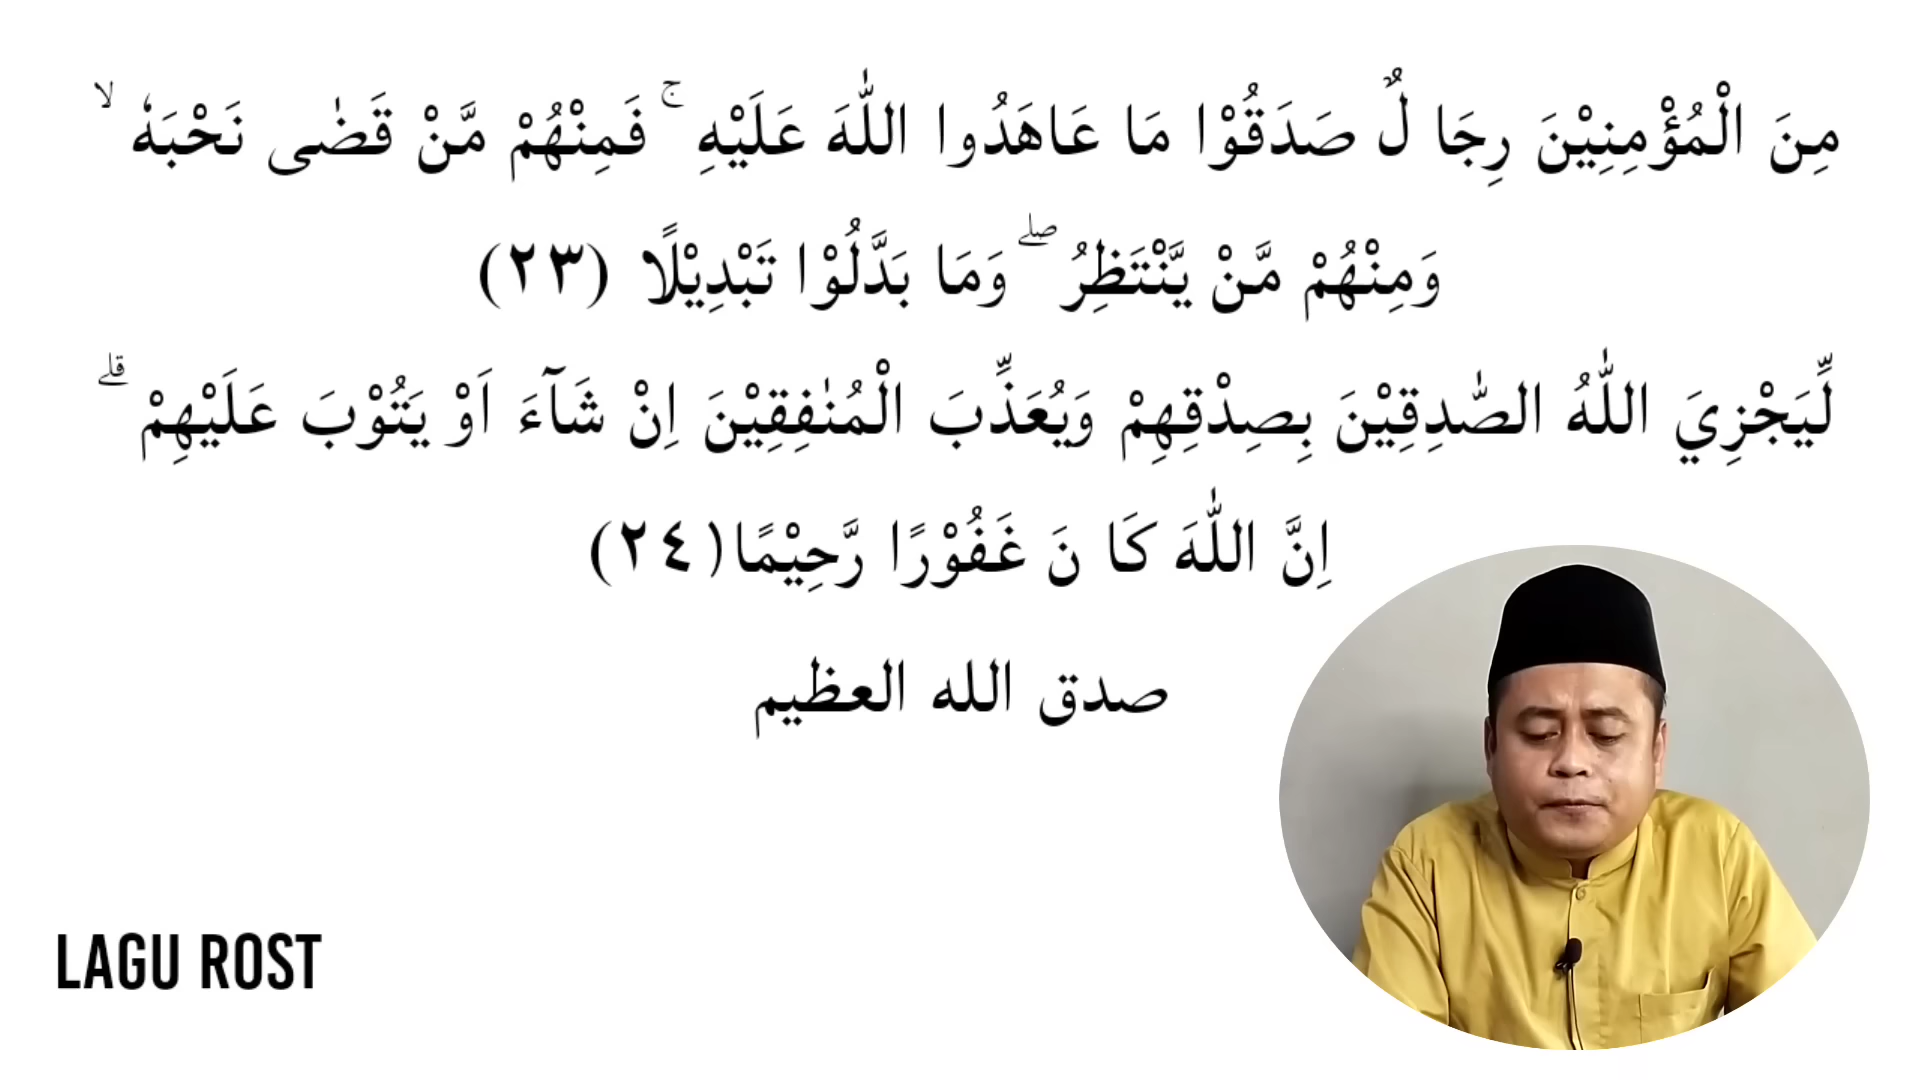 مِنَ الْمُؤْمِنِيْنَ رِجَا لٌ صَدَقُوْا مَا عَاهَدُوا اللّٰهَ عَلَيْهِ ۚ فَمِنْهُمْ مَّنْ قَضٰى نَحْبَهٗ ۙ
وَمِنْهُمْ مَّنْ يَّنْتَظِرُ ۖ وَمَا بَدَّلُوْا تَبْدِيْلًا (٢٣)
لِّيَجْزِيَ اللّٰهُ الصّٰدِقِيْنَ بِصِدْقِهِمْ وَيُعَذِّبَ الْمُنٰفِقِيْنَ اِنْ شَآءَ اَوْ يَتُوْبَ عَلَيْهِمْ ۗ
اِنَّ اللّٰهَ كَا نَ غَفُوْرًا رَّحِيْمًا(٢٤)
صدق الله العظيم
LAGU ROST